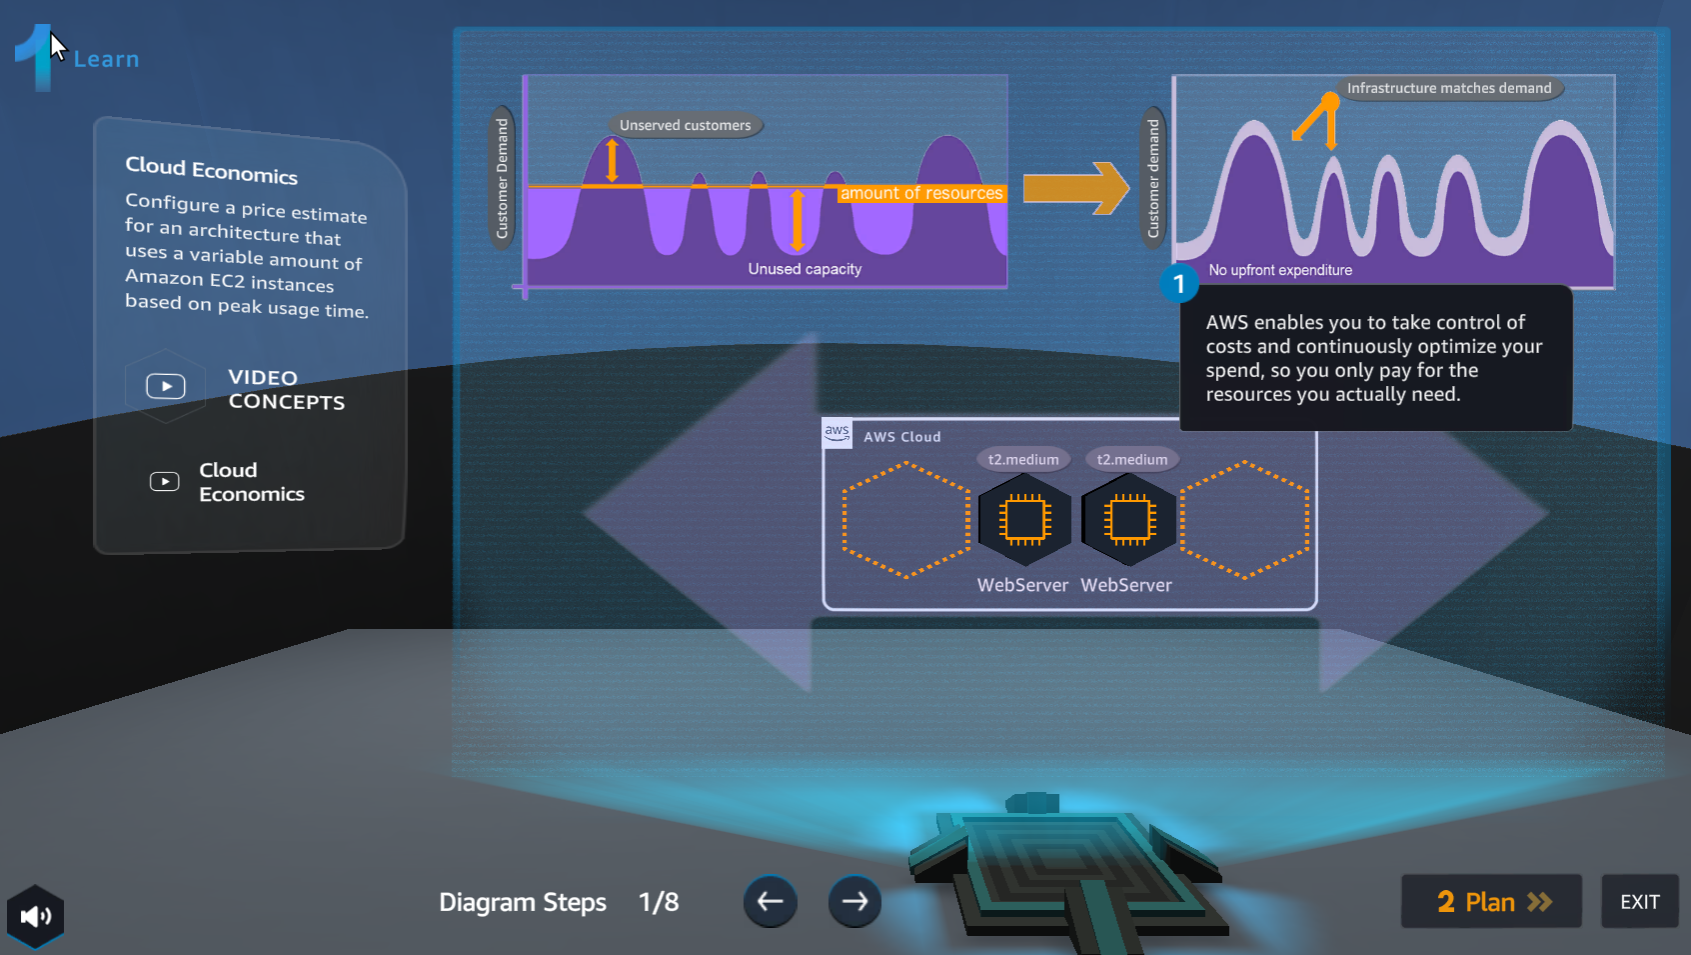 1 Learn
Cloud Economics
Configure a price estimate
for an architecture that
uses a variable amount of
Amazon EC2 instances
based on peak usage time.
VIDEO
CONCEPTS
Cloud
Economics
Customer Demand
Unserved customers
amount of resources
Unused capacity
Customer demand
Infrastructure matches demand
No upfront expenditure
1
AWS enables you to take control of
costs and continuously optimize your
spend, so you only pay for the
resources you actually need.
aws
AWS Cloud
t2.medium
t2.medium
WebServer
WebServer
Diagram Steps 1/8
2 Plan
EXIT